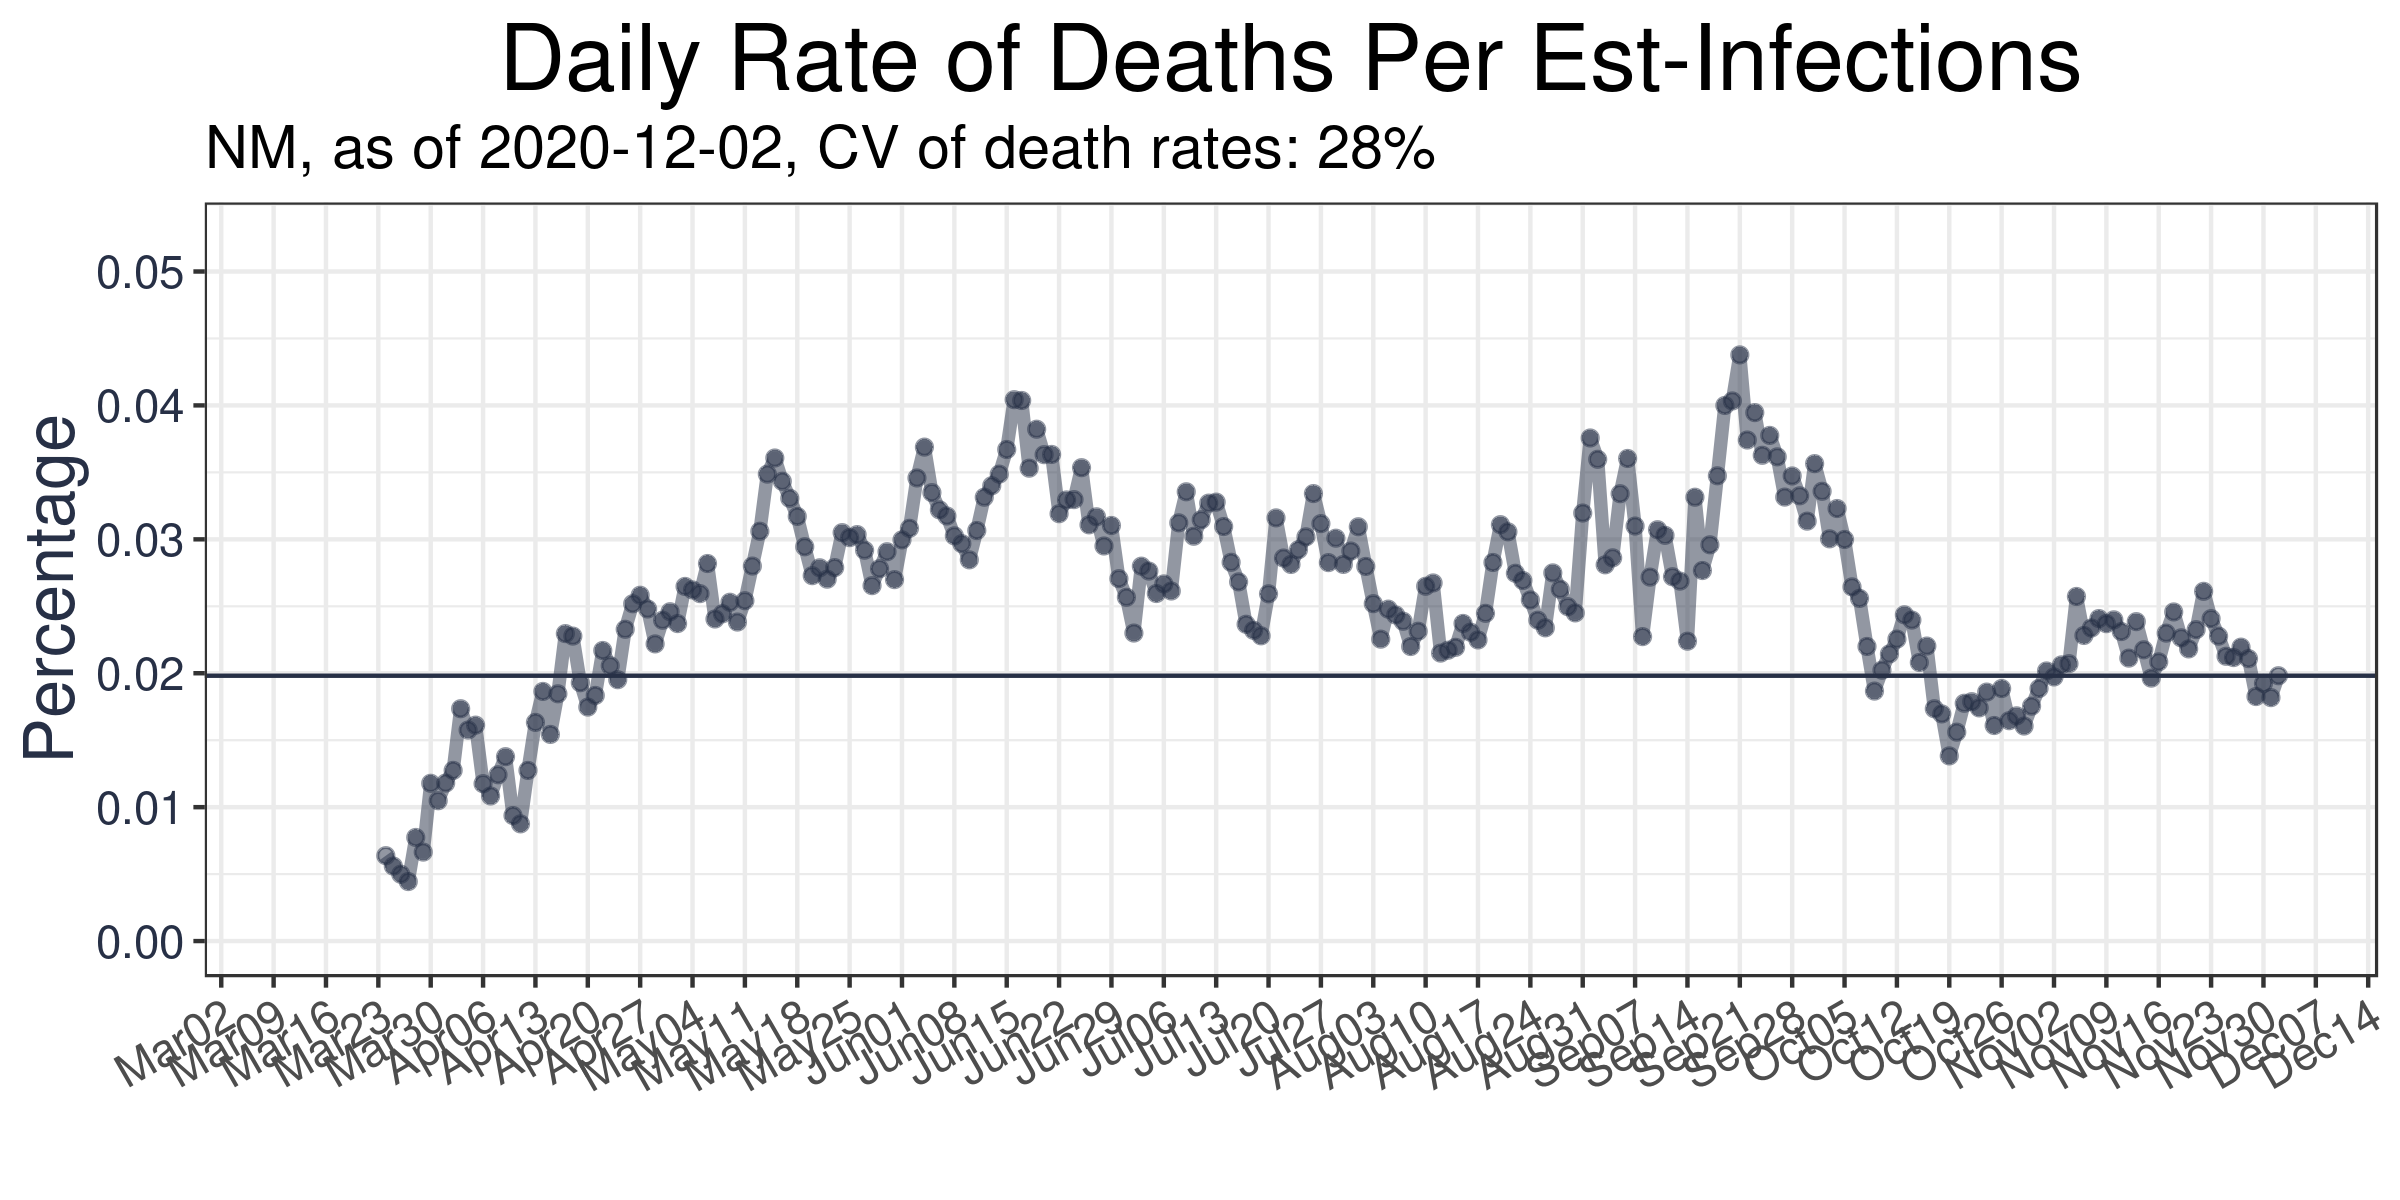 Daily Rate of Deaths Per Est-Infections
NM, as of 2020-12-02, CV of death rates: 28%
Percentage
0.05
0.04
0.03
0.02
0.01
0.00
Mar02
Mar09
Mar16
Mar23
Mar30
Apr06
Apr13
Apr20
Apr27
May04
May11
May18
May25
Jun01
Jun08
Jun15
Jun22
Jun29
Jul06
Jul13
Jul20
Jul27
Aug03
Aug10
Aug17
Aug24
Aug31
Sep07
Sep14
Sep21
Sep28
Oct05
Oct12
Oct19
Oct26
Nov02
Nov09
Nov16
Nov23
Nov30
Dec07
Dec14